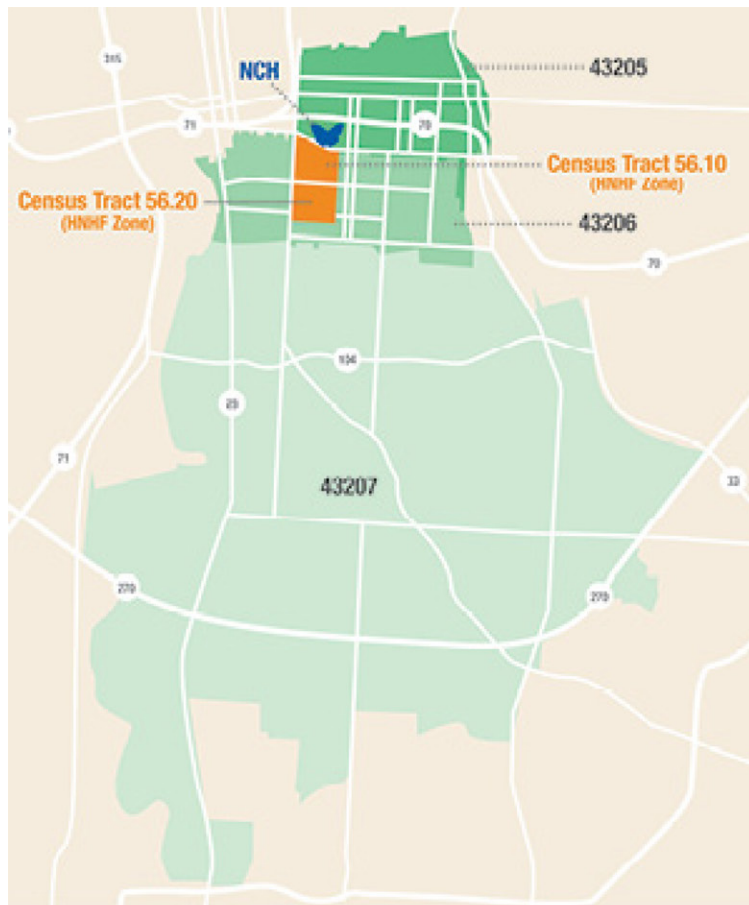 315
NCH
43205
71
70
Census Tract 56.10
(HNHF Zone)
Census Tract 56.20
(HNHF Zone)
43206
70
104
23
71
43207
33
270
270